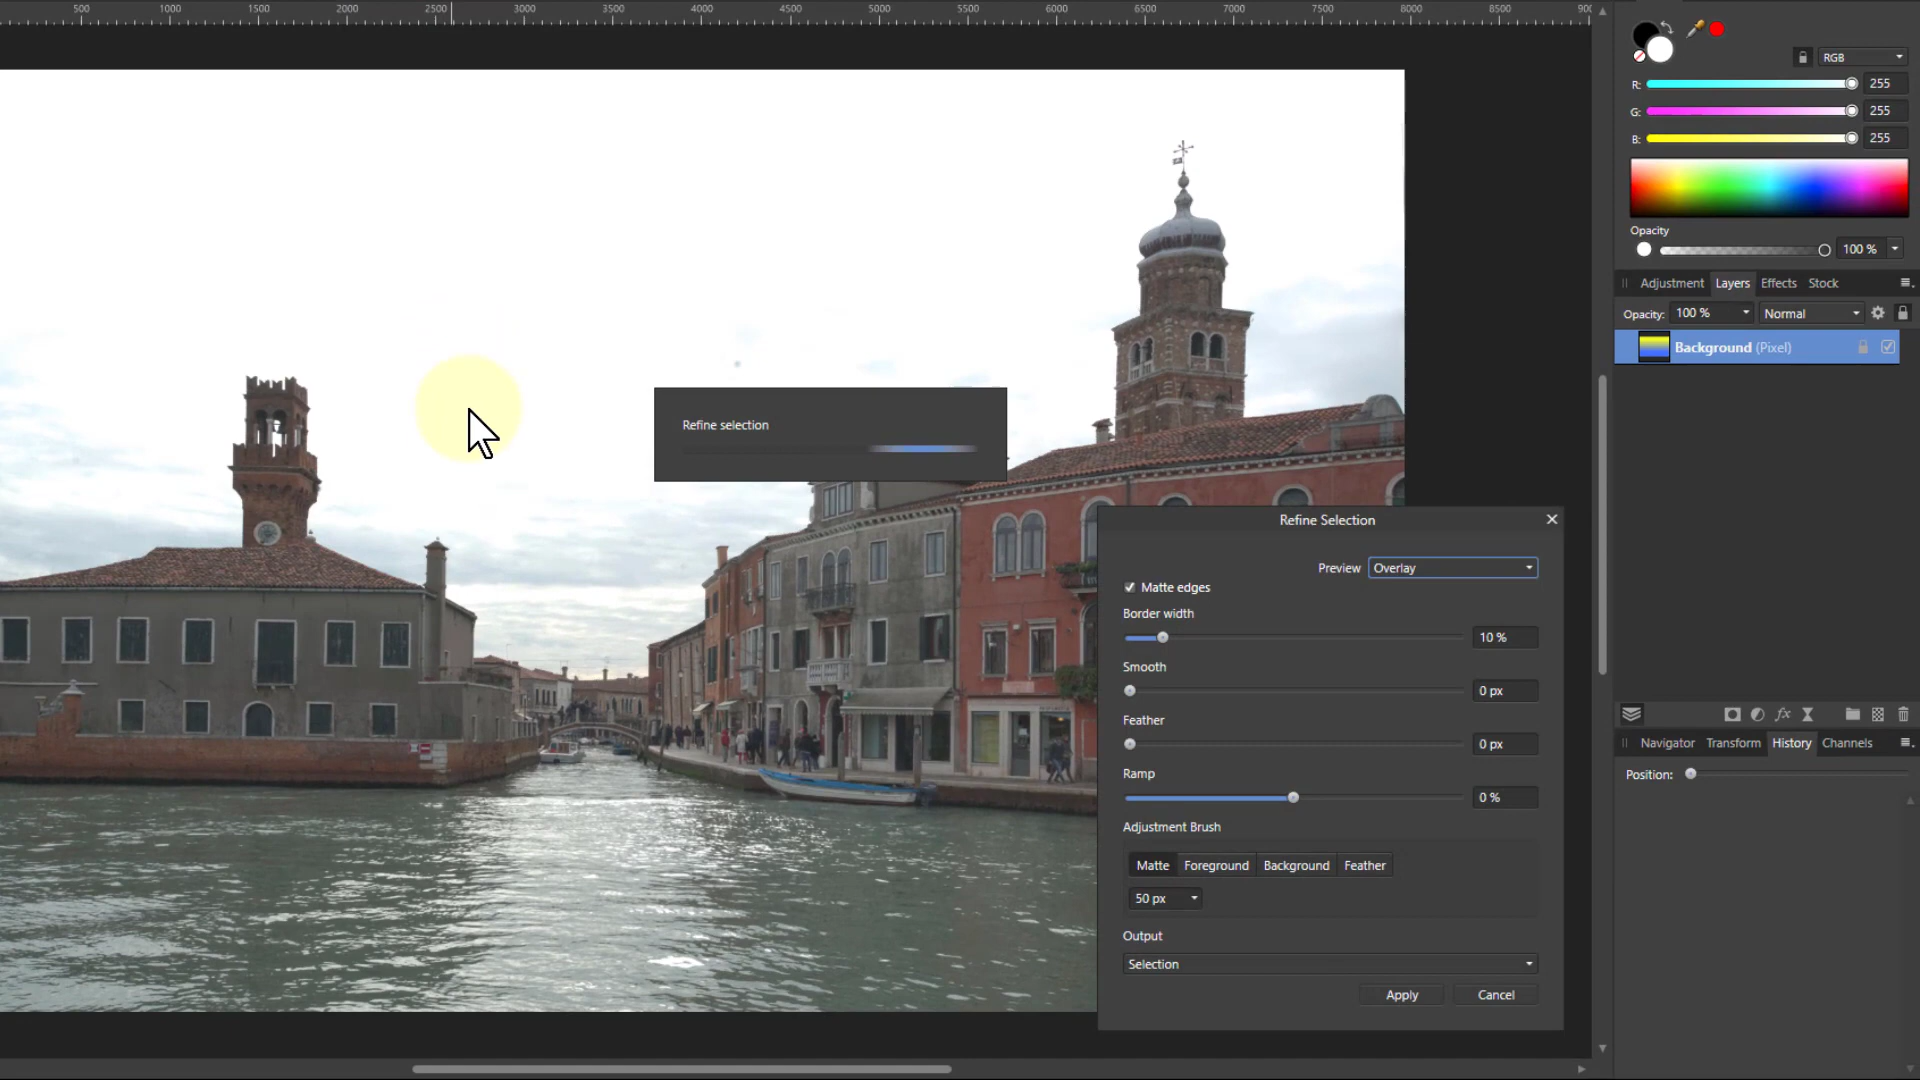 500 1000 1500 2000 2500 3000 3500 4000 4500 5000 5500 6000 6500 7000 7500 8000 8500
RGB
R: 255
G: 255
B: 255
Opacity
100 %
Adjustment Layers Effects Stock
Opacity: 100 % Normal
Background (Pixel)
Refine selection
Refine Selection
Preview Overlay
Matte edges
Border width
10 %
Smooth
0 px
Feather
0 px
Ramp
0 %
Adjustment Brush
Matte Foreground Background Feather
50 px
Output
Selection
Apply Cancel
fx
Navigator Transform History Channels
Position: